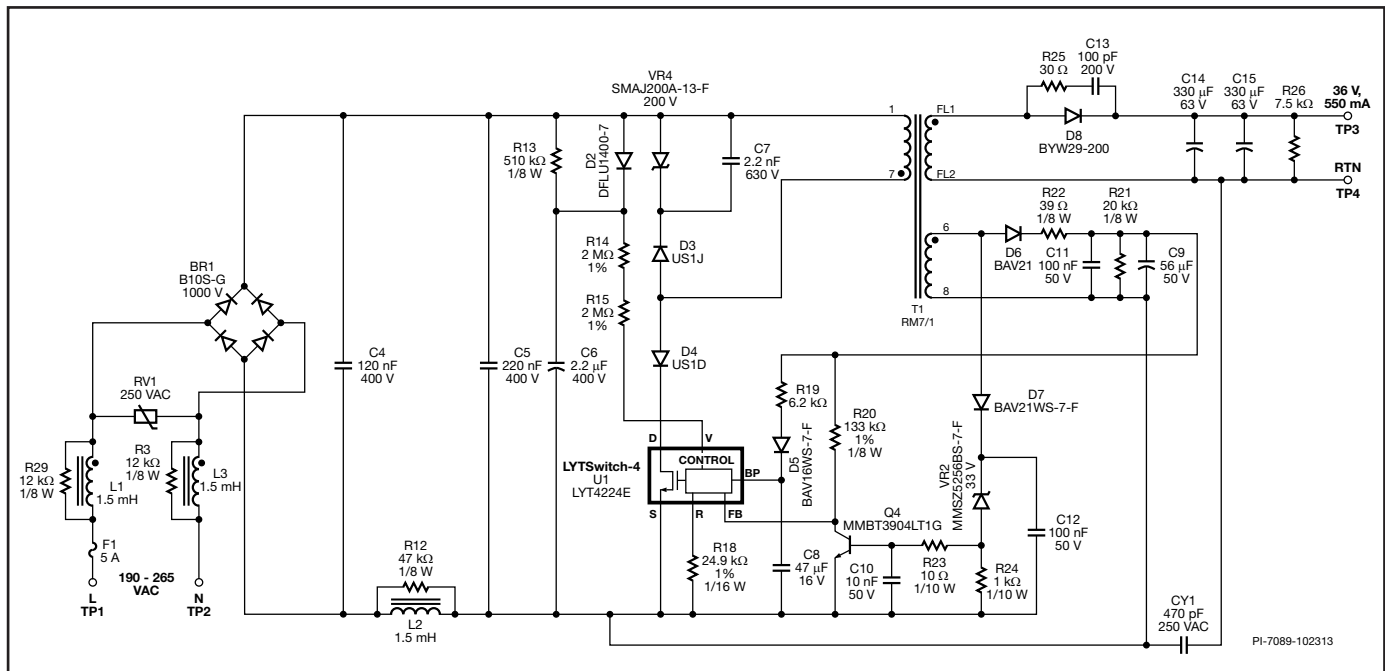 VR4
SMAJ200A-13-F
200 V
R25
30 Ω
C13
100 pF
200 V
D8
BYW29-200
C14
330 µF
63 V
C15
330 µF
63 V
R26
7.5 kΩ
36 V,
550 mA
TP3
RTN
TP4
1
7
FL1
FL2
R13
510 kΩ
1/8 W
D2
DFLU1400-7
C7
2.2 nF
630 V
R14
2 MΩ
1%
D3
US1J
R15
2 MΩ
1%
D4
US1D
6
8
T1
RM7/1
D6
BAV21
R22
39 Ω
1/8 W
R21
20 kΩ
1/8 W
C11
100 nF
50 V
C9
56 µF
50 V
BR1
B10S-G
1000 V
C4
120 nF
400 V
C5
220 nF
400 V
C6
2.2 µF
400 V
RV1
250 VAC
R29
12 kΩ
1/8 W
L1
1.5 mH
R3
12 kΩ
1/8 W
L3
1.5 mH
F1
5 A
L
TP1
190 - 265
VAC
N
TP2
R12
47 kΩ
1/8 W
L2
1.5 mH
D
V
CONTROL
BP
S
R
FB
LYTSwitch-4
U1
LYT4224E
R18
24.9 kΩ
1%
1/16 W
R19
6.2 kΩ
D5
BAV16WS-7-F
R20
133 kΩ
1%
1/8 W
D7
BAV21WS-7-F
VR2
MMSZ5256BS-7-F
33 V
Q4
MMBT3904LT1G
C8
47 µF
16 V
C10
10 nF
50 V
R23
10 Ω
1/10 W
R24
1 kΩ
1/10 W
C12
100 nF
50 V
CY1
470 pF
250 VAC
PI-7089-102313